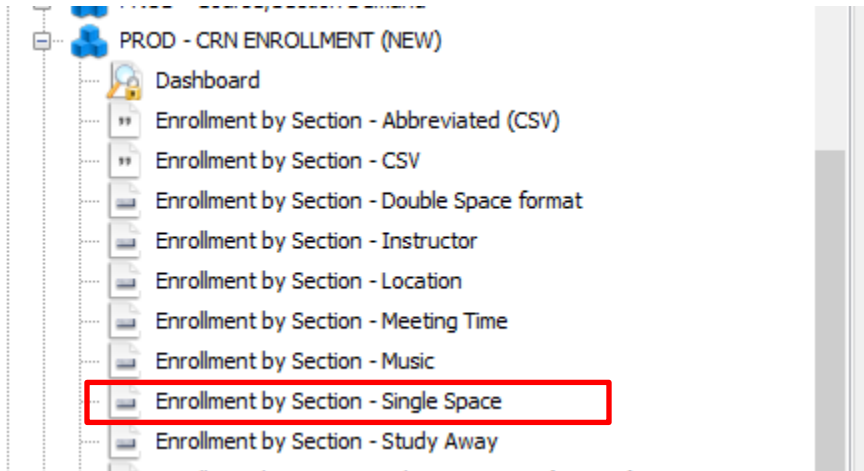 PROD - CRN ENROLLMENT (NEW)
Dashboard
Enrollment by Section - Abbreviated (CSV)
Enrollment by Section - CSV
Enrollment by Section - Double Space format
Enrollment by Section - Instructor
Enrollment by Section - Location
Enrollment by Section - Meeting Time
Enrollment by Section - Music
Enrollment by Section - Single Space
Enrollment by Section - Study Away